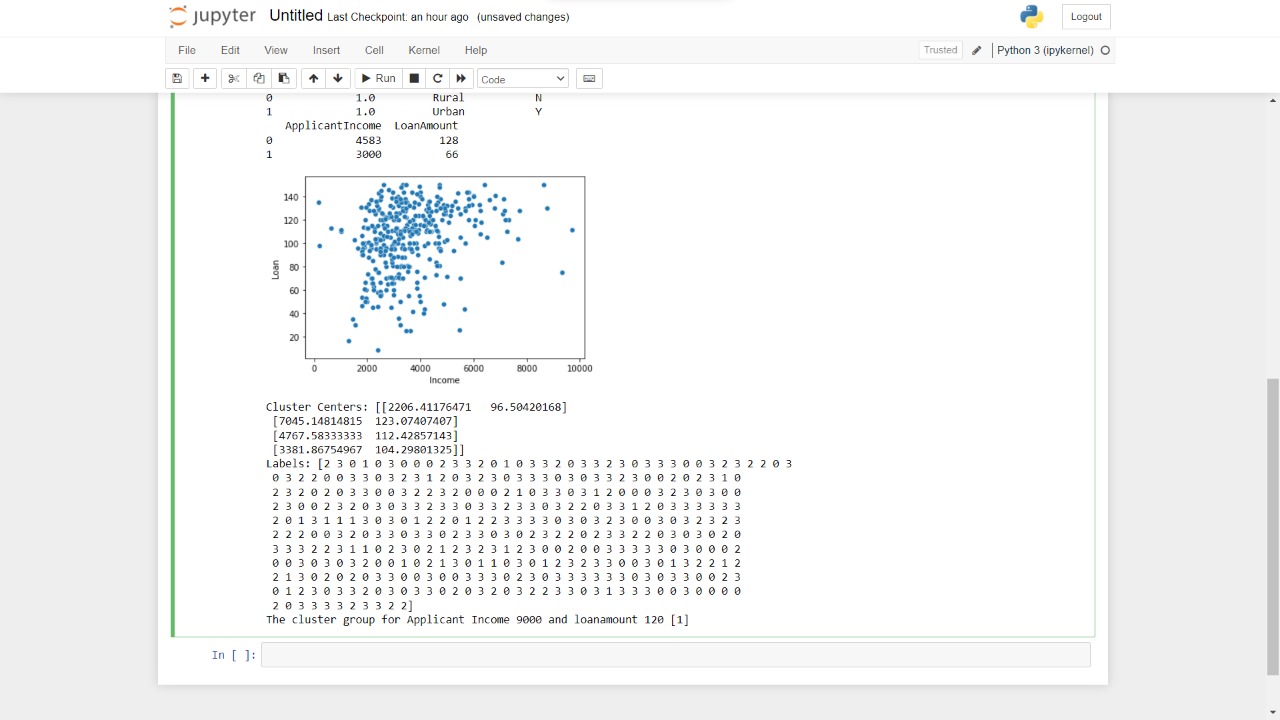 jupyter Untitled Last Checkpoint: an hour ago (unsaved changes) Logout
File Edit View Insert Cell Kernel Help Trusted Python 3 (ipykernel)
Run Code
0 1.0 Rural N
1 1.0 Urban Y
ApplicantIncome LoanAmount
0 4583 128
1 3000 66
140
120
100
80
60
40
20
Loan
0 2000 4000 6000 8000 10000
Income
Cluster Centers: [[2206.41176471 96.50420168]
[7045.14814815 123.07407407]
[4767.58333333 112.42857143]
[3381.86754967 104.29801325]]
Labels: [2 3 0 1 0 3 0 0 0 2 3 3 2 0 1 0 3 3 2 0 3 3 2 3 0 3 3 3 0 0 3 2 3 2 2 0 3
0 3 2 2 0 0 3 3 0 3 2 3 1 2 0 3 2 3 0 3 3 3 0 3 0 3 3 2 3 0 0 2 0 2 3 1 0
2 3 2 0 2 0 3 3 0 0 3 2 2 3 2 0 0 0 2 1 0 3 3 0 3 1 2 0 0 0 3 2 3 0 3 0 0
2 3 0 0 2 3 2 0 3 0 3 3 3 2 3 3 0 3 3 2 3 3 0 3 2 2 0 3 3 1 2 0 3 3 3 3 3
2 0 1 3 1 1 1 3 0 3 0 1 2 2 0 1 2 2 3 3 3 3 0 3 0 3 2 3 0 0 3 0 3 2 3 2 3
2 2 2 0 0 3 2 0 3 3 0 3 3 0 2 3 0 3 3 0 2 3 2 2 0 2 3 3 2 2 0 3 0 3 0 2 0
3 3 3 2 2 3 1 1 0 2 3 0 2 1 2 3 2 3 1 2 3 0 0 2 0 0 3 3 3 3 3 0 3 0 0 0 2
0 0 3 0 3 0 3 2 0 0 1 0 2 1 3 0 1 1 0 3 0 1 2 3 2 3 3 0 0 3 0 1 3 2 2 1 2
2 1 3 0 2 0 2 0 3 3 0 0 3 0 0 3 3 3 0 2 3 0 3 3 3 3 3 3 0 3 0 3 3 0 0 2 3
0 1 2 3 0 3 3 2 0 3 0 3 3 0 2 0 3 2 0 3 2 2 3 3 0 3 1 3 3 3 0 0 3 0 0 0 0
2 0 3 3 3 3 2 3 3 2 2]
The cluster group for Applicant Income 9000 and loanamount 120 [1]
In [ ]: